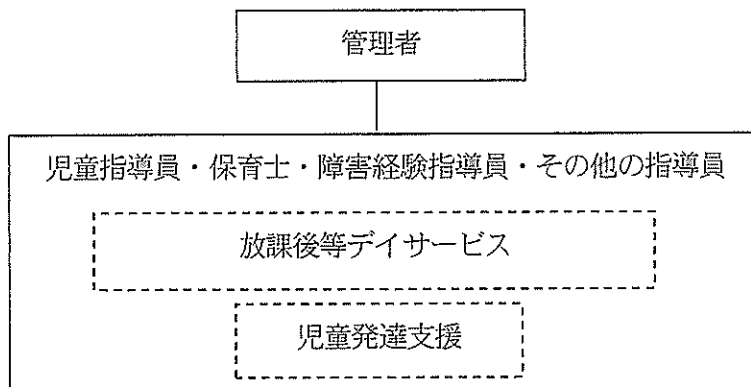 管理者
児童指導員・保育士・障害経験指導員・その他の指導員
放課後等デイサービス
児童発達支援